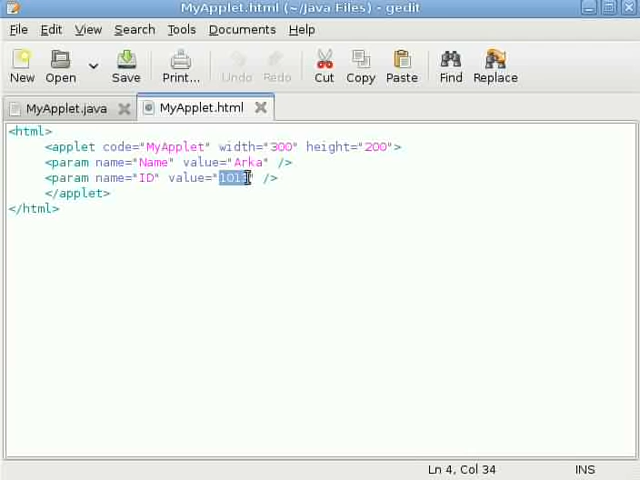 MyApplet.html (~/Java Files) - gedit
File Edit View Search Tools Documents Help
New Open Save Print... Undo Redo Cut Copy Paste Find Replace
MyApplet.java MyApplet.html
<html>
<applet code="MyApplet" width="300" height="200">
<param name="Name" value="Arka" />
<param name="ID" value=" " />
</applet>
</html>
Ln 4, Col 34 INS